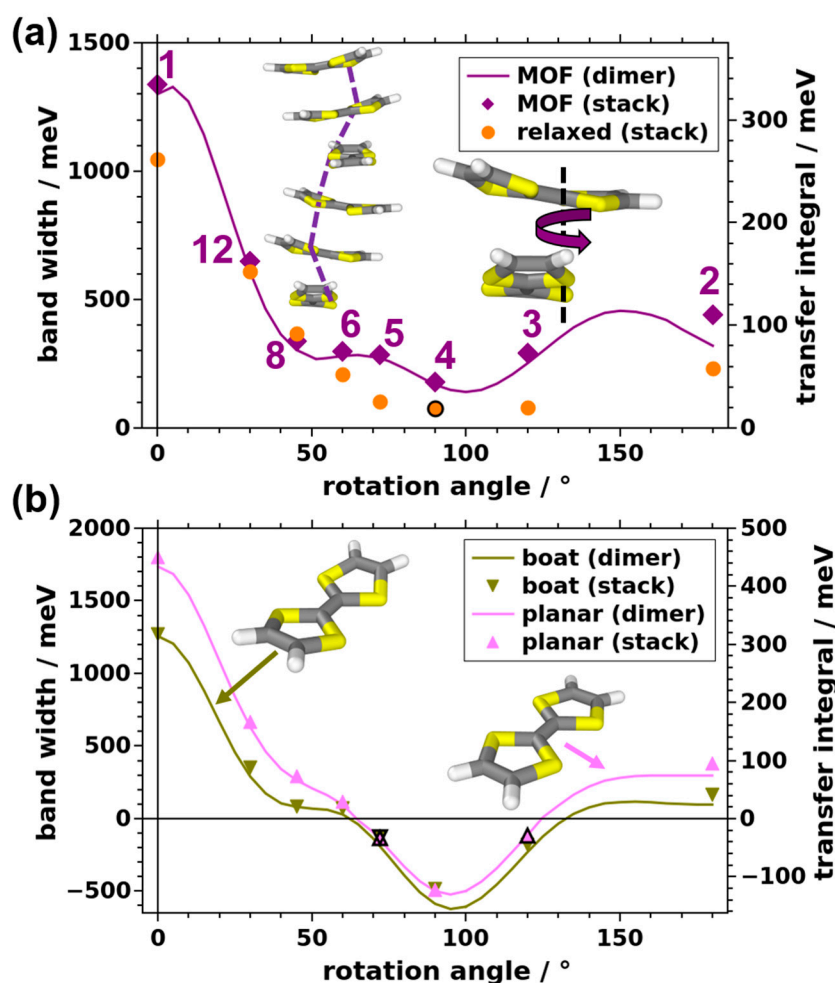 (a)
1500
1000
500
0
band width / meV
1
12
8
6
5
4
3
2
MOF (dimer)
MOF (stack)
relaxed (stack)
300
200
100
0
transfer integral / meV
0
50
100
150
rotation angle / °
(b)
2000
1500
1000
500
0
−500
band width / meV
boat (dimer)
boat (stack)
planar (dimer)
planar (stack)
500
400
300
200
100
0
−100
transfer integral / meV
0
50
100
150
rotation angle / °